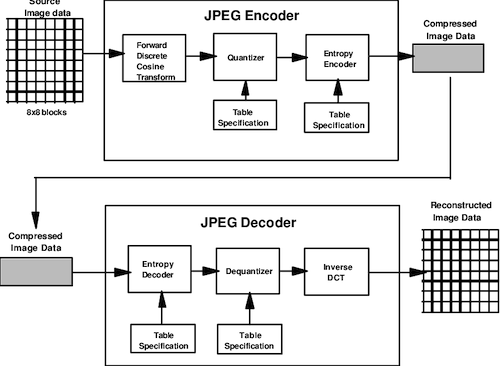 Source
Image data
8x8 blocks
JPEG Encoder
Forward
Discrete
Cosine
Transform
Quantizer
Entropy
Encoder
Table
Specification
Table
Specification
Compressed
Image Data
Compressed
Image Data
JPEG Decoder
Entropy
Decoder
Dequantizer
Inverse
DCT
Table
Specification
Table
Specification
Reconstructed
Image Data